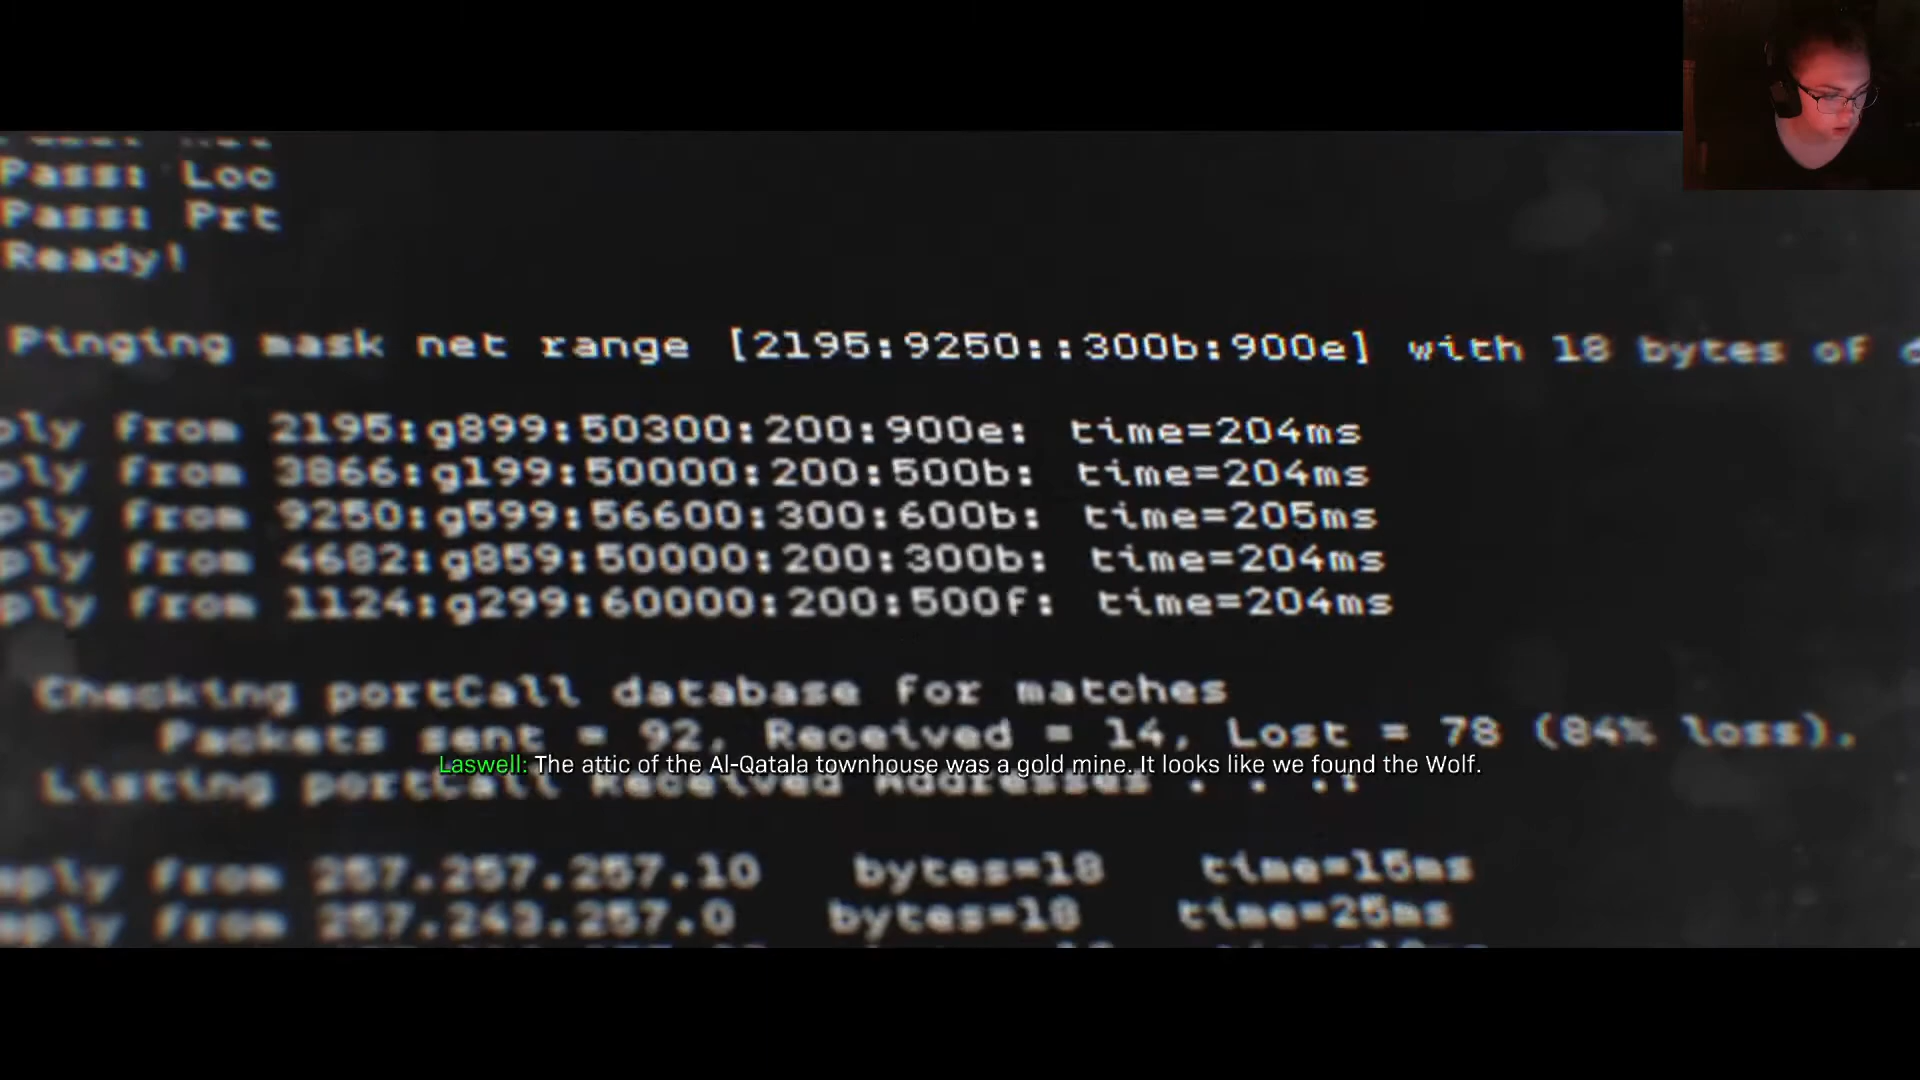 Pass: Loc
Pass: Prt
Ready!
Pinging mask net range [2195:9250::300b:900e] with 18 bytes of
ply from 2195:g899:50300:200:900e: time=204ms
ply from 3866:g199:50000:200:500b: time=204ms
ply from 9250:g599:56600:300:600b: time=205ms
ply from 4682:g859:50000:200:300b: time=204ms
ply from 1124:g299:60000:200:500f: time=204ms
Checking portCall database for matches
Packets sent = 92, Received = 14, Lost = 78 (84% loss).
Laswell: The attic of the Al-Qatala townhouse was a gold mine. It looks like we found the Wolf.
Listing portCall Received Addresses . . .:
eply from 257.257.257.10 bytes=18 time=15ms
eply from 257.243.257.0 bytes=18 time=25ms